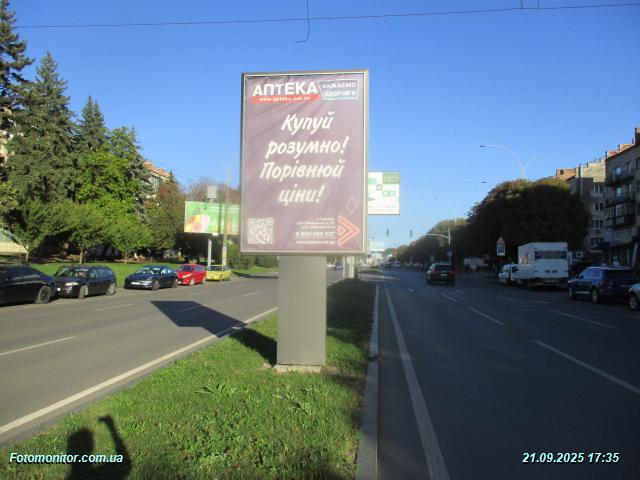 АПТЕКА
БАЖАЄМО
ЗДОРОВ'Я
Купуй
розумно!
Порівнюй
ціни!
Fotomonitor.com.ua
21.09.2025 17:35